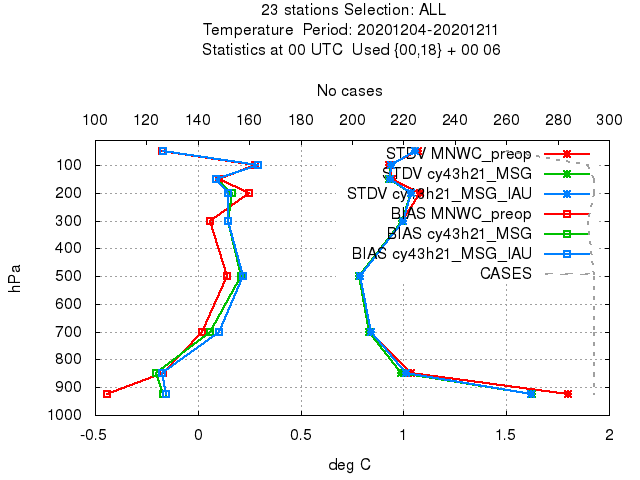 23 stations Selection: ALL
Temperature Period: 20201204-20201211
Statistics at 00 UTC Used {00,18} + 00 06
No cases
100 120 140 160 180 200 220 240 260 280 300
STDV MNWC_preop
STDV cy43h21_MSG
STDV cy43h21_MSG_IAU
BIAS MNWC_preop
BIAS cy43h21_MSG
BIAS cy43h21_MSG_IAU
CASES
hPa
100
200
300
400
500
600
700
800
900
1000
-0.5 0 0.5 1 1.5 2
deg C